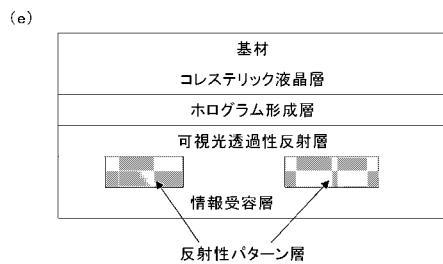 (e)
基材
コレステリック液晶層
ホログラム形成層
可視光透過性反射層
情報受容層
反射性パターン層